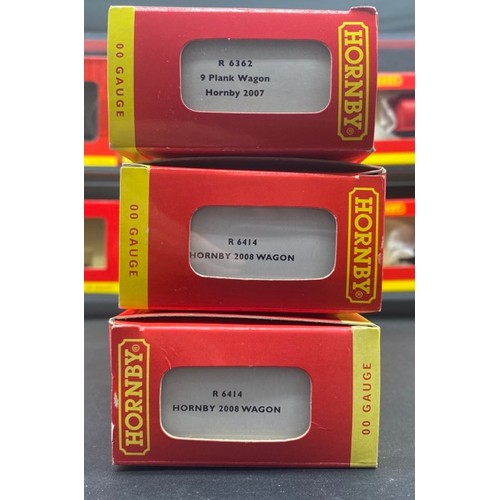 00 GAUGE
R 6362
9 Plank Wagon
Hornby 2007
HORNBY®
00 GAUGE
R 6414
HORNBY 2008 WAGON
HORNBY®
HORNBY®
R 6414
HORNBY 2008 WAGON
00 GAUGE